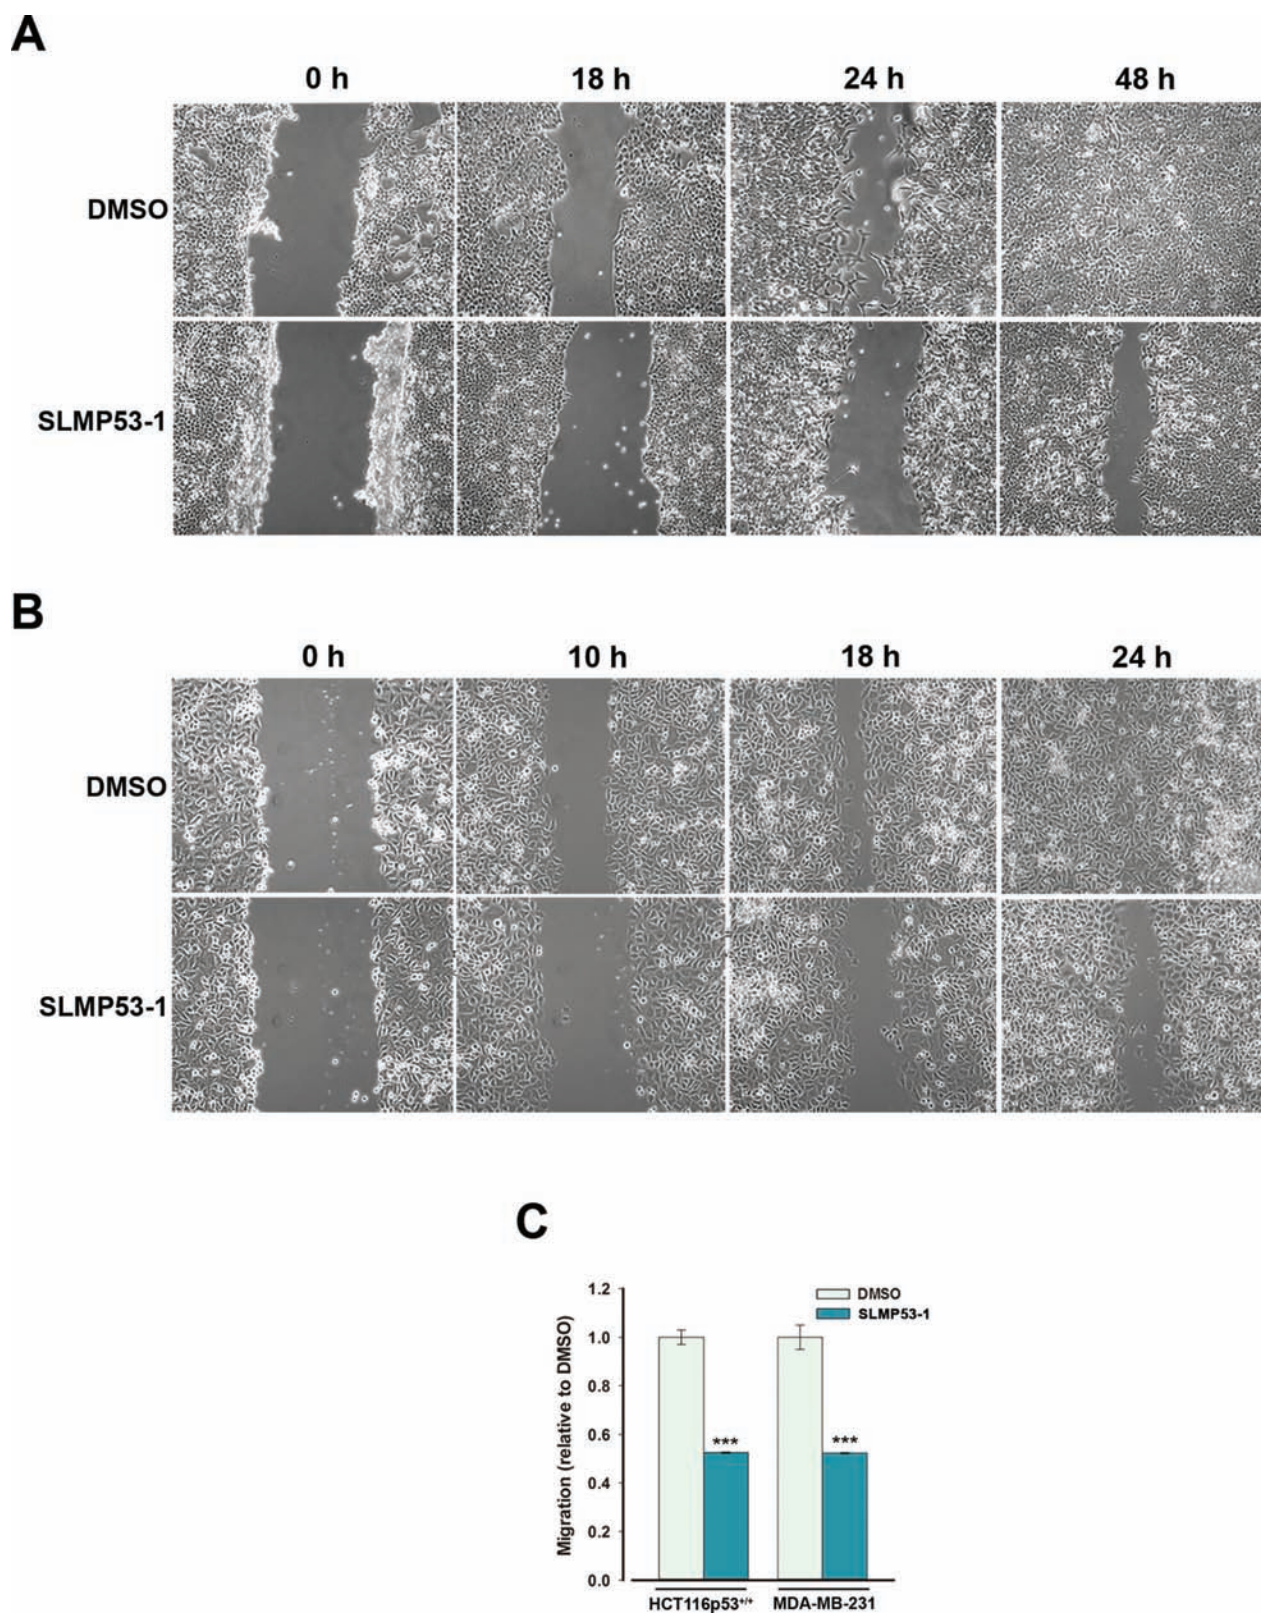 A
0 h 18 h 24 h 48 h
DMSO
SLMP53-1
B
0 h 10 h 18 h 24 h
DMSO
SLMP53-1
C
1.2
1.0
0.8
0.6
0.4
0.2
0.0
Migration (relative to DMSO)
DMSO
SLMP53-1
*** ***
HCT116p53+/+ MDA-MB-231